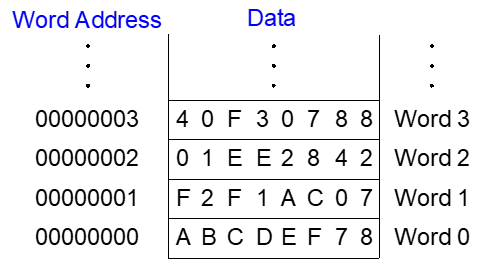 Word Address Data
00000003 4 0 F 3 0 7 8 8 Word 3
00000002 0 1 E E 2 8 4 2 Word 2
00000001 F 2 F 1 A C 0 7 Word 1
00000000 A B C D E F 7 8 Word 0